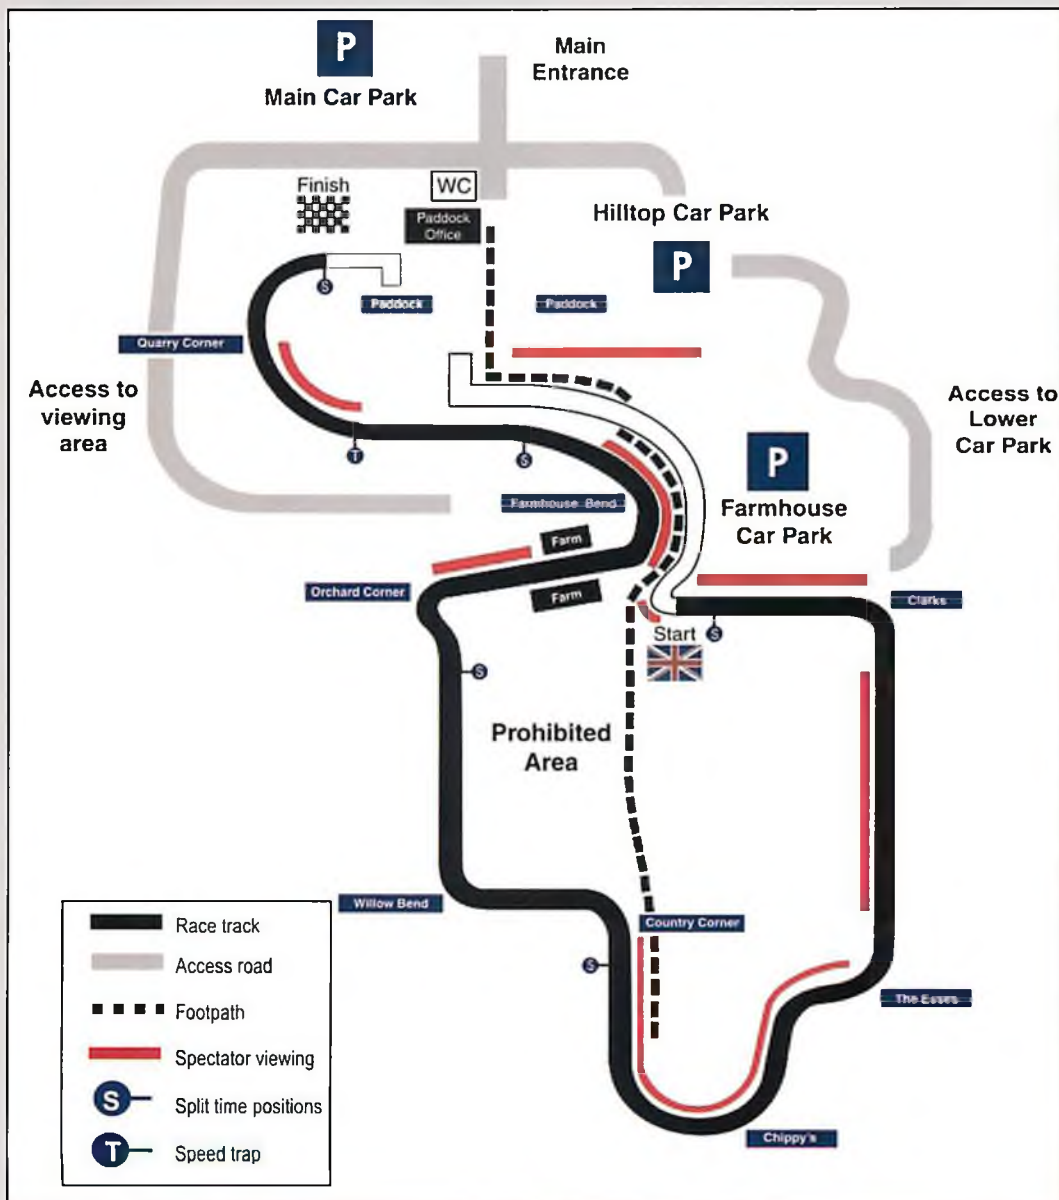 P
Main
Entrance
Main Car Park
Finish
WC
Paddock
Office
Hilltop Car Park
P
Paddock
Paddock
Quarry Corner
S
Access to
viewing
area
Access to
Lower
Car Park
T
S
P
Farmhouse
Car Park
Farmhouse Bend
Farm
Orchard Corner
Farm
Clarks
Start
S
S
Prohibited
Area
Willow Bend
Country Corner
S
The Esses
Chippy's
Race track
Access road
Footpath
Spectator viewing
S
Split time positions
T
Speed trap